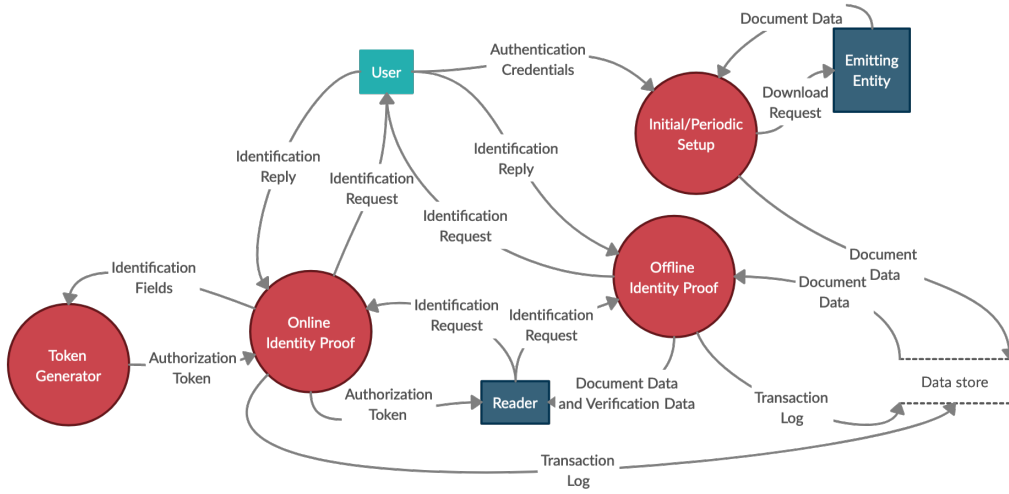 Document Data
User
Authentication
Credentials
Emitting
Entity
Download
Request
Initial/Periodic
Setup
Identification
Reply
Identification
Request
Identification
Reply
Identification
Request
Document
Data
Identification
Fields
Offline
Identity Proof
Document
Data
Online
Identity Proof
Identification
Request
Identification
Request
Token
Generator
Authorization
Token
Authorization
Token
Reader
Document Data
and Verification Data
Data store
Transaction
Log
Transaction
Log